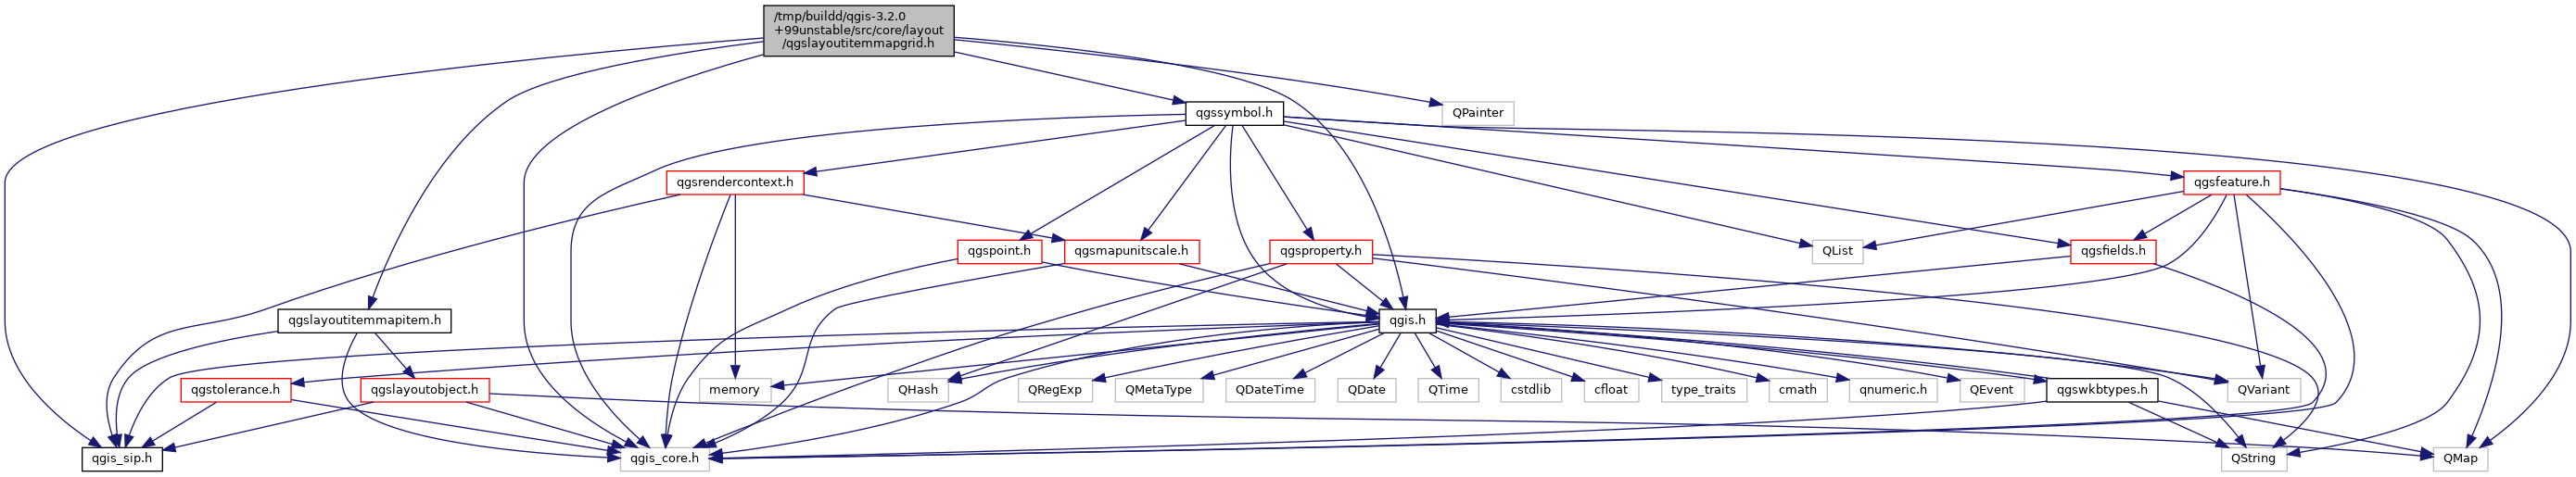 /tmp/buildd/qgis-3.2.0
+99unstable/src/core/layout
/qgslayoutitemmapgrid.h
qgssymbol.h
QPainter
qgsrendercontext.h
qgsfeature.h
qgspoint.h
qgsmapunitscale.h
qgsproperty.h
QList
qgsfields.h
qgslayoutitemmapitem.h
qgis.h
qgstolerance.h
qgslayoutobject.h
memory
QHash
QRegExp
QMetaType
QDateTime
QDate
QTime
cstdlib
cfloat
type_traits
cmath
qnumeric.h
QEvent
qgswkbtypes.h
QVariant
qgis_sip.h
qgis_core.h
QString
QMap